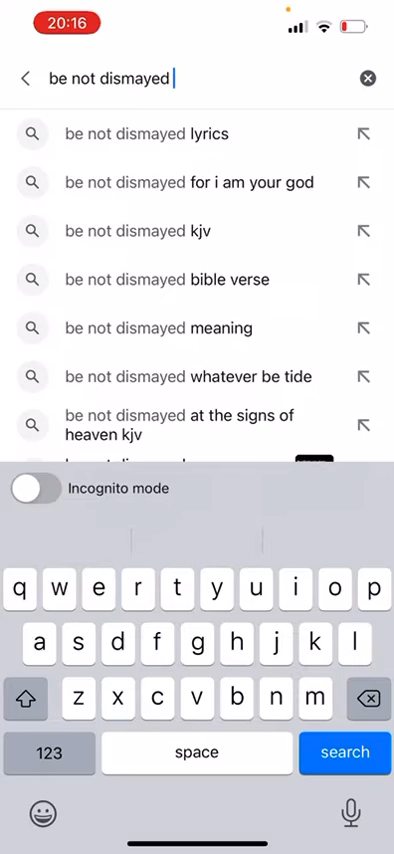 20:16
be not dismayed
be not dismayed lyrics
be not dismayed for i am your god
be not dismayed kjv
be not dismayed bible verse
be not dismayed meaning
be not dismayed whatever be tide
be not dismayed at the signs of
heaven kjv
Incognito mode
q w e r t y u i o p
a s d f g h j k l
z x c v b n m
123 space search